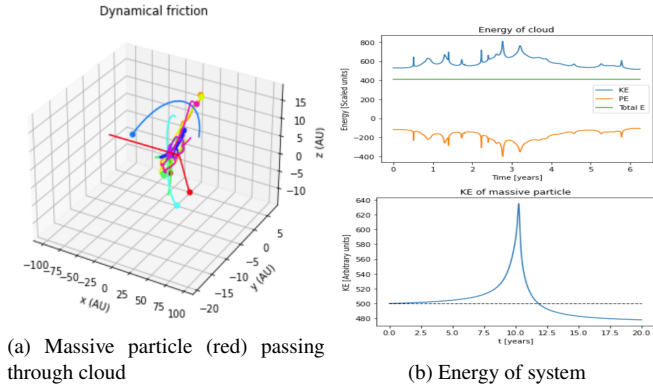 Dynamical friction
15
10
5
0
−5
−10
z (AU)
5
0
−5
−10
−15
−20
y (AU)
−100
−75
−50
−25
0
25
50
75
100
x (AU)
(a) Massive particle (red) passing
through cloud
Energy of cloud
Energy [Scaled units]
800
600
400
200
0
−200
−400
KE
PE
Total E
0 1 2 3 4 5 6
Time [years]
KE of massive particle
KE [Arbitrary units]
640
620
600
580
560
540
520
500
480
0.0 2.5 5.0 7.5 10.0 12.5 15.0 17.5 20.0
t [years]
(b) Energy of system